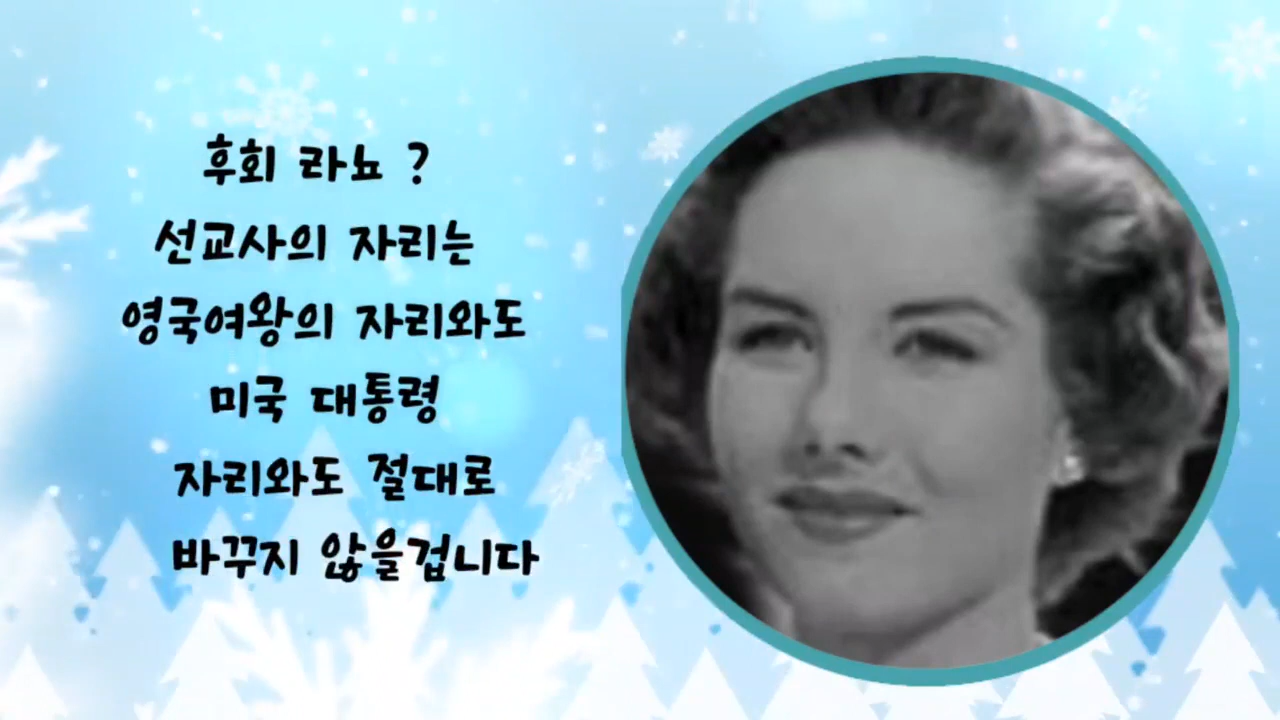 후회 라뇨 ?
선교사의 자리는
영국여왕의 자리와도
미국 대통령
자리와도 절대로
바꾸지 않을겁니다